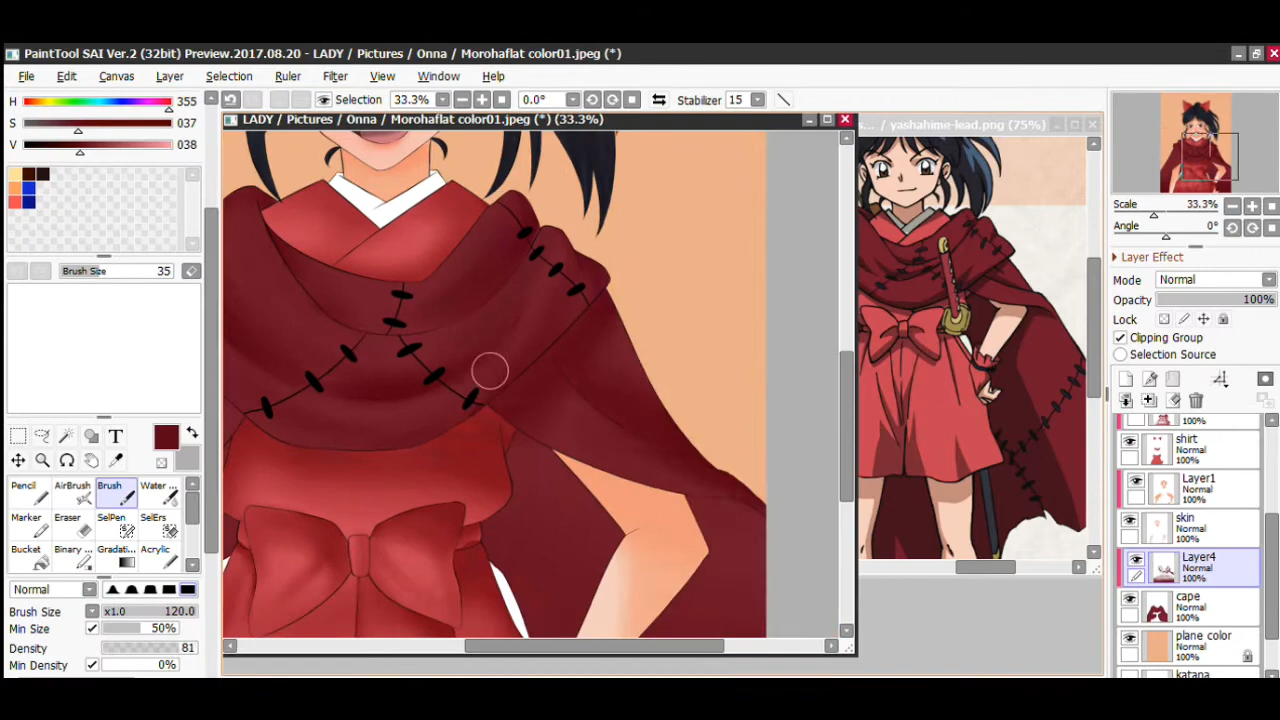 PaintTool SAI Ver.2 (32bit) Preview.2017.08.20 - LADY / Pictures / Onna / Morohaflat color01.jpeg (*)
File Edit Canvas Layer Selection Ruler Filter View Window Help
H 355
S 037
V 038
Selection 33.3% 0.0° Stabilizer 15
LADY / Pictures / Onna / Morohaflat color01.jpeg (*) (33.3%)
s... / yashahime-lead.png (75%)
Brush Size 35
T
Pencil AirBrush Brush Water ...
Marker Eraser SelPen SelErs
Bucket Binary ... Gradati... Acrylic
Normal
Brush Size x1.0 120.0
Min Size 50%
Density 81
Min Density 0%
Scale 33.3%
Angle 0°
Layer Effect
Mode Normal
Opacity 100%
Lock
Clipping Group
Selection Source
100%
shirt
Normal
100%
Layer1
Normal
100%
skin
Normal
100%
Layer4
Normal
100%
cape
Normal
100%
plane color
Normal
100%
katana